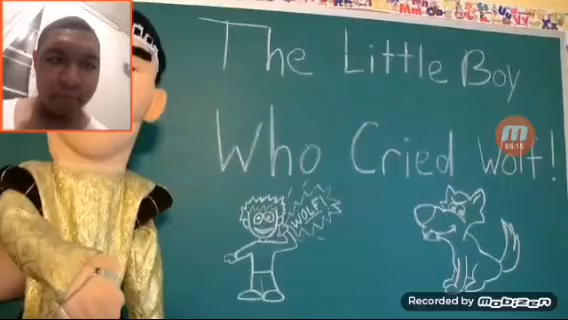 The Little Boy
Who Cried Wolf!
WOLF!
05:15
Recorded by MOBIZEN